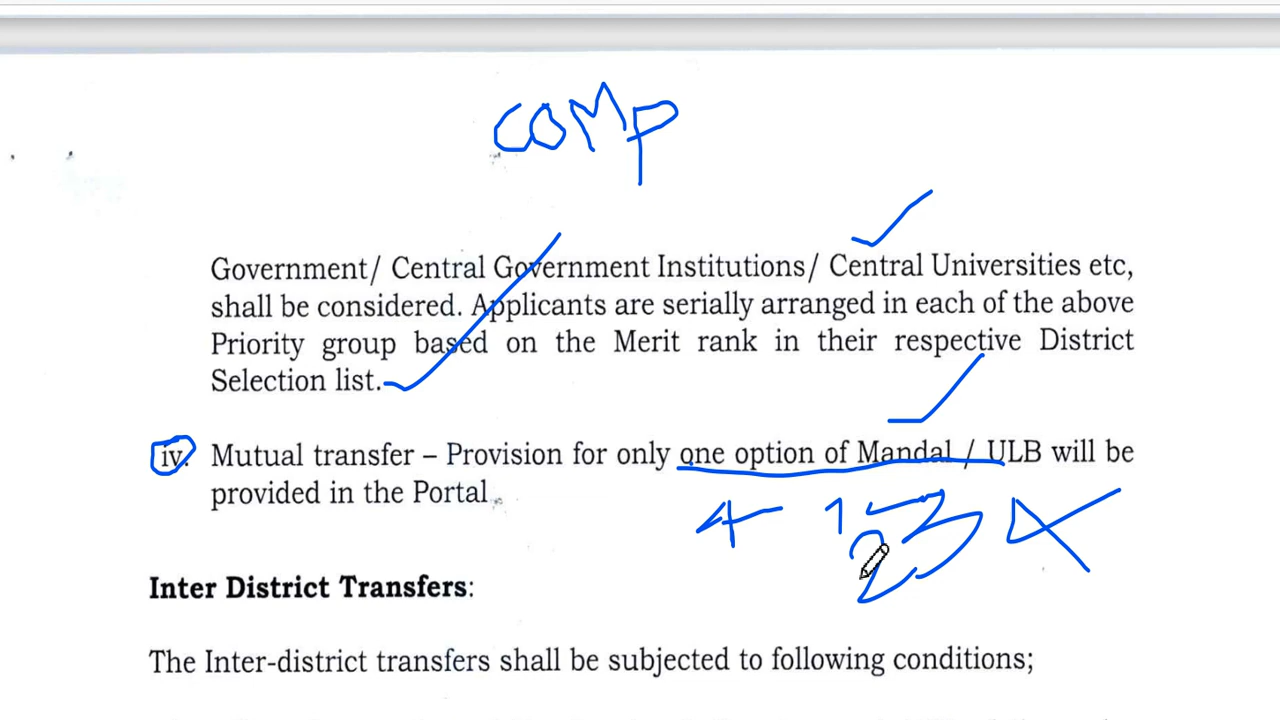 COMP
Government/ Central Government Institutions/ Central Universities etc,
shall be considered. Applicants are serially arranged in each of the above
Priority group based on the Merit rank in their respective District
Selection list.
iv. Mutual transfer – Provision for only one option of Mandal / ULB will be
provided in the Portal
4 1 2 3
Inter District Transfers:
The Inter-district transfers shall be subjected to following conditions;